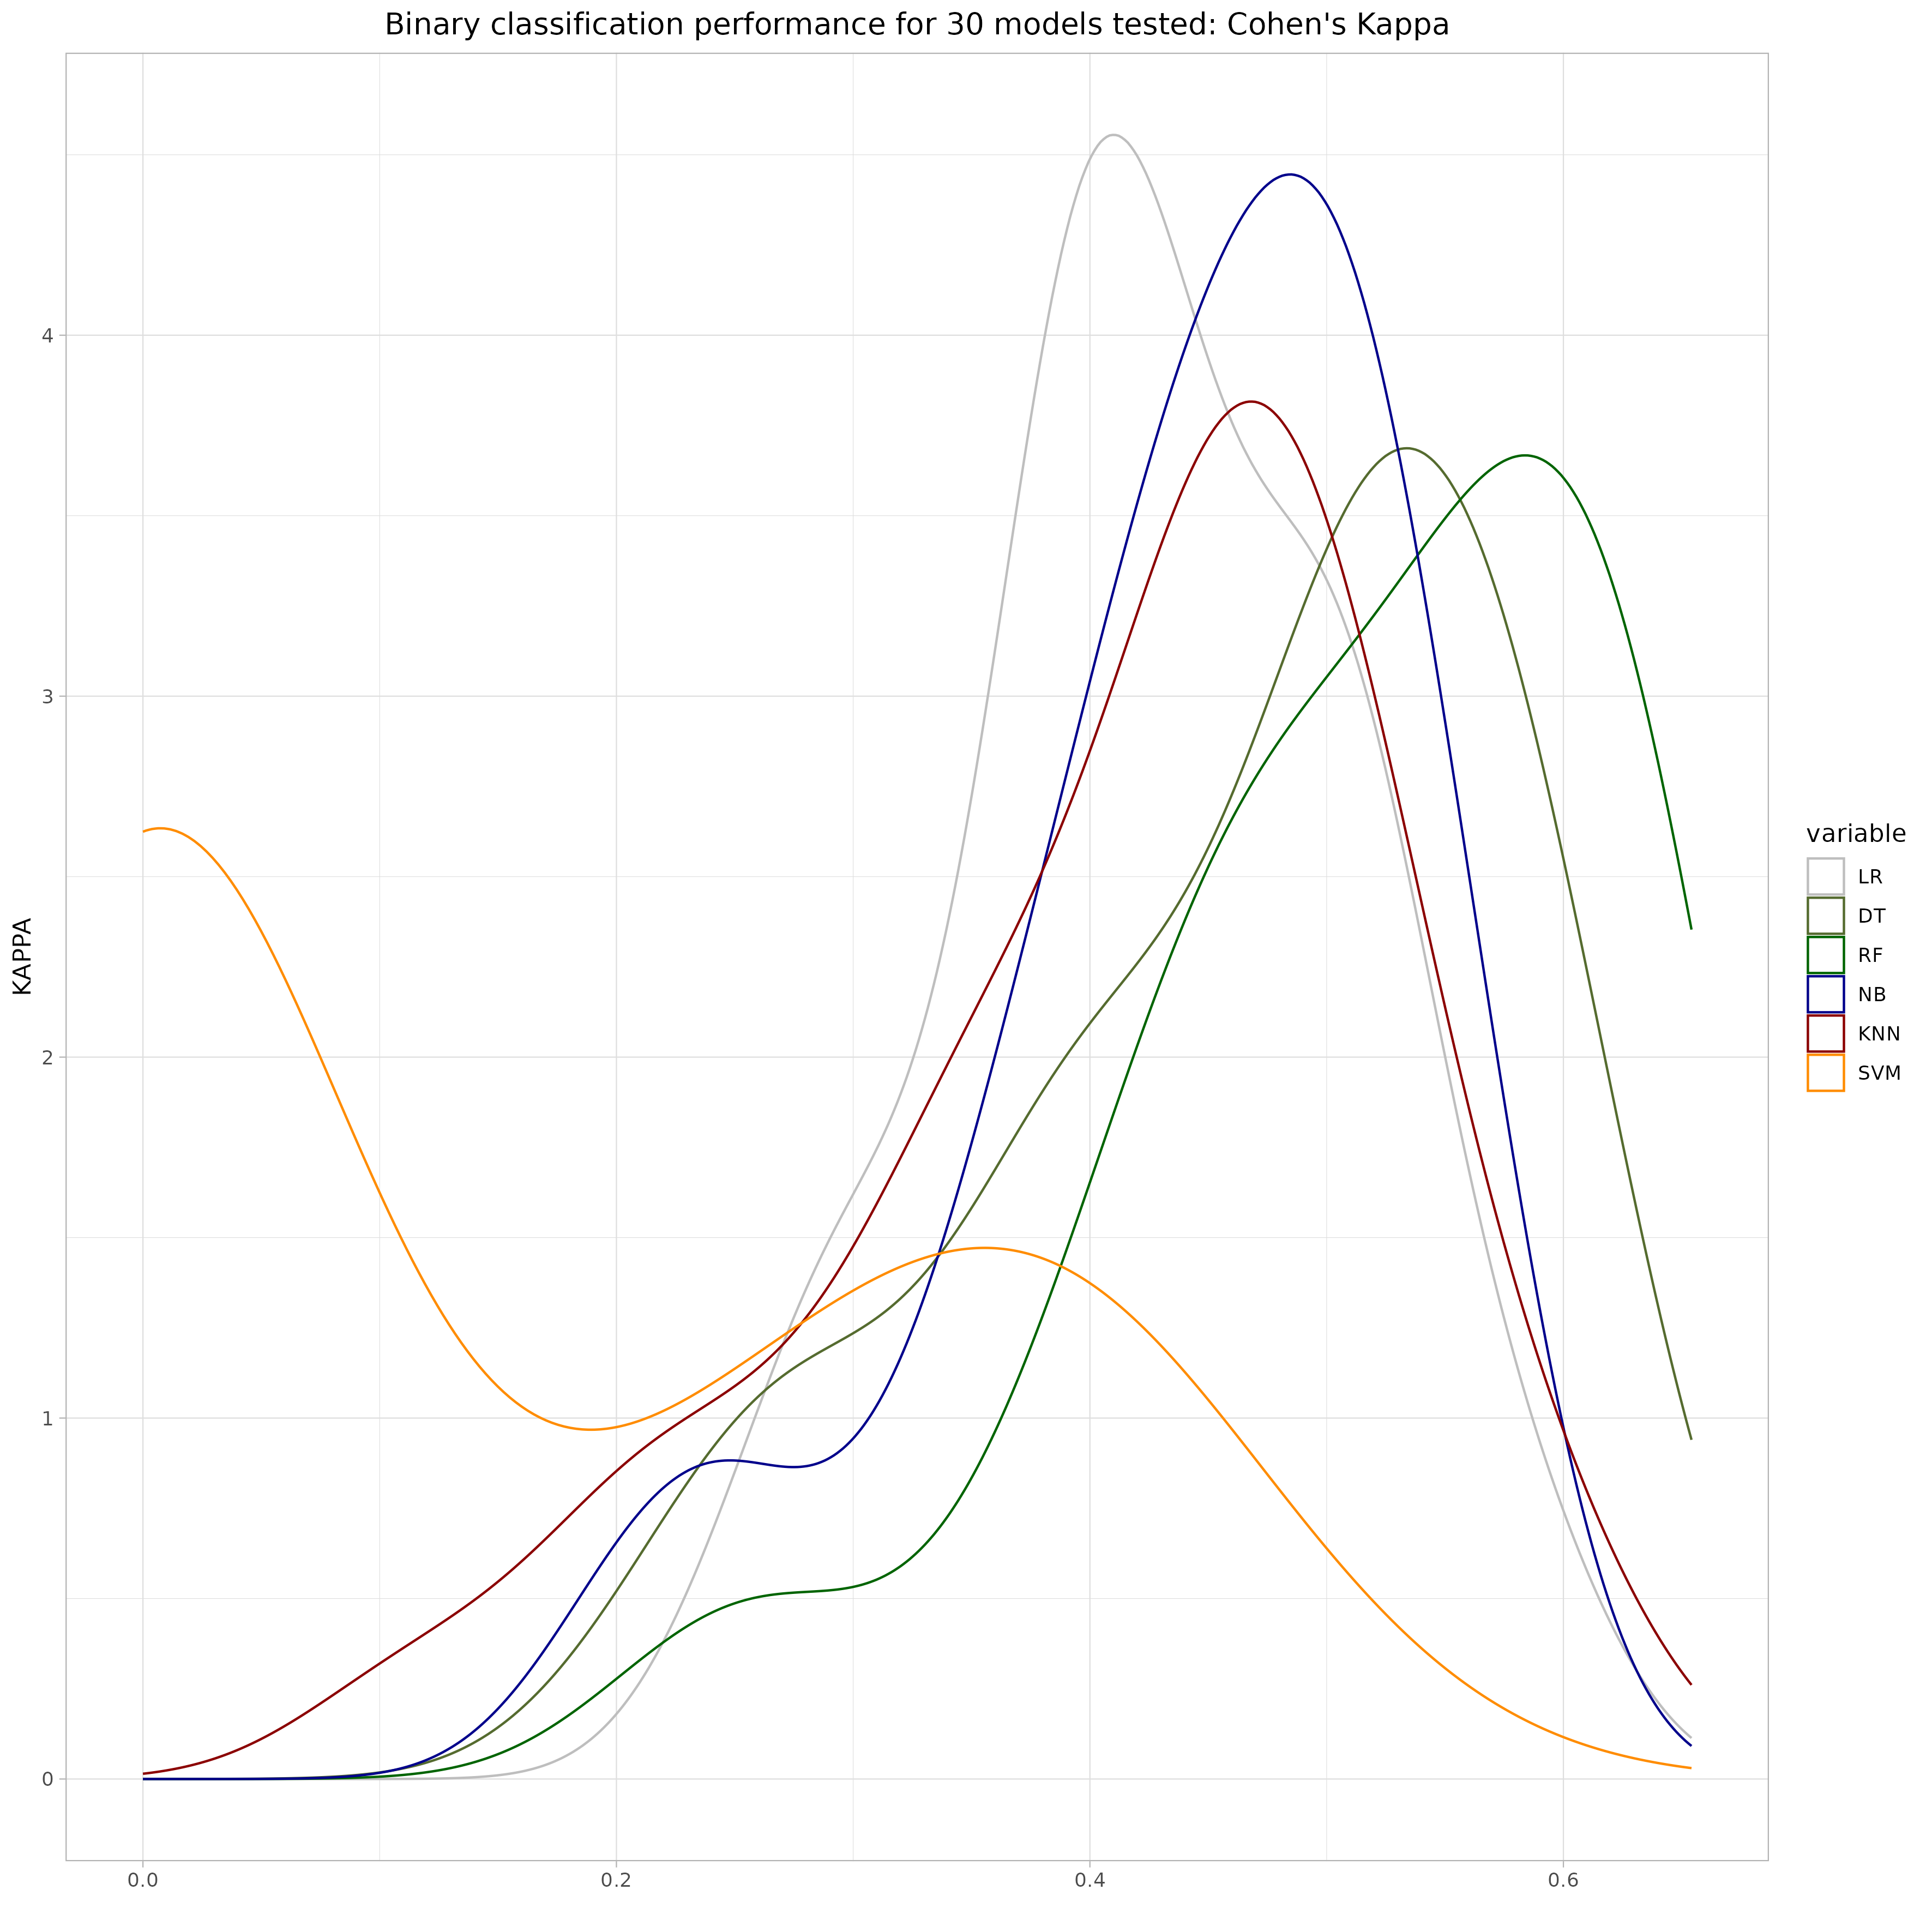 Binary classification performance for 30 models tested: Cohen's Kappa
KAPPA
4
3
2
1
0
0.0 0.2 0.4 0.6
variable
LR
DT
RF
NB
KNN
SVM